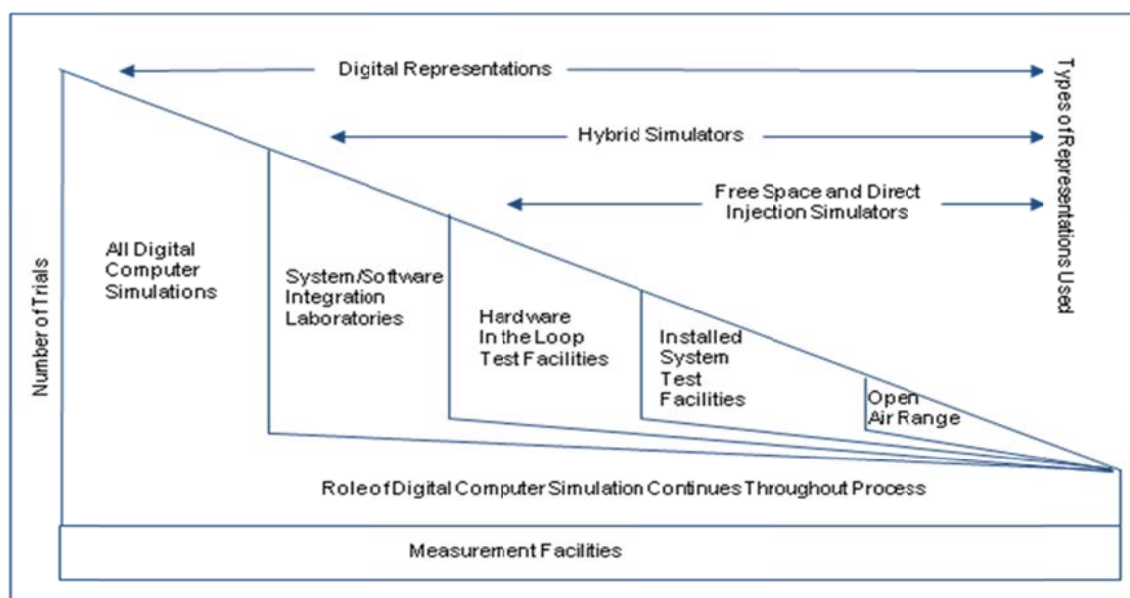 Digital Representations
Hybrid Simulators
Free Space and Direct
Injection Simulators
Types of Representations Used
Number of Trials
All Digital
Computer
Simulations
System/Software
Integration
Laboratories
Hardware
In the Loop
Test Facilities
Installed
System
Test
Facilities
Open
Air Range
Role of Digital Computer Simulation Continues Throughout Process
Measurement Facilities